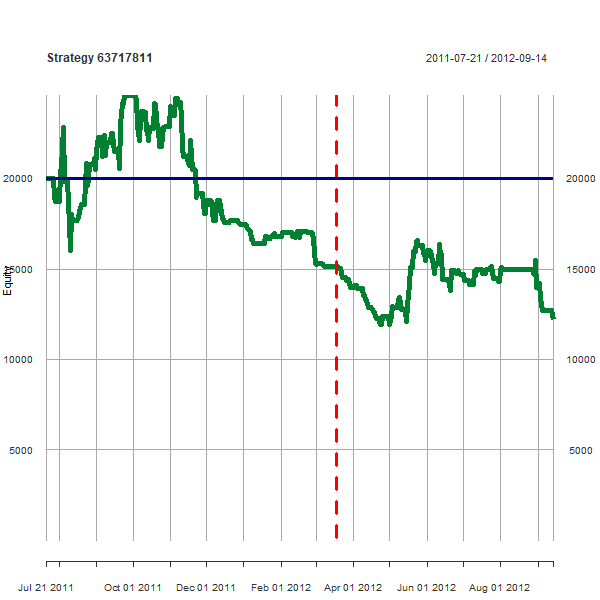 Strategy 63717811
2011-07-21 / 2012-09-14
20000
20000
Equity
15000
15000
10000
10000
5000
5000
Jul 21 2011
Oct 01 2011
Dec 01 2011
Feb 01 2012
Apr 01 2012
Jun 01 2012
Aug 01 2012